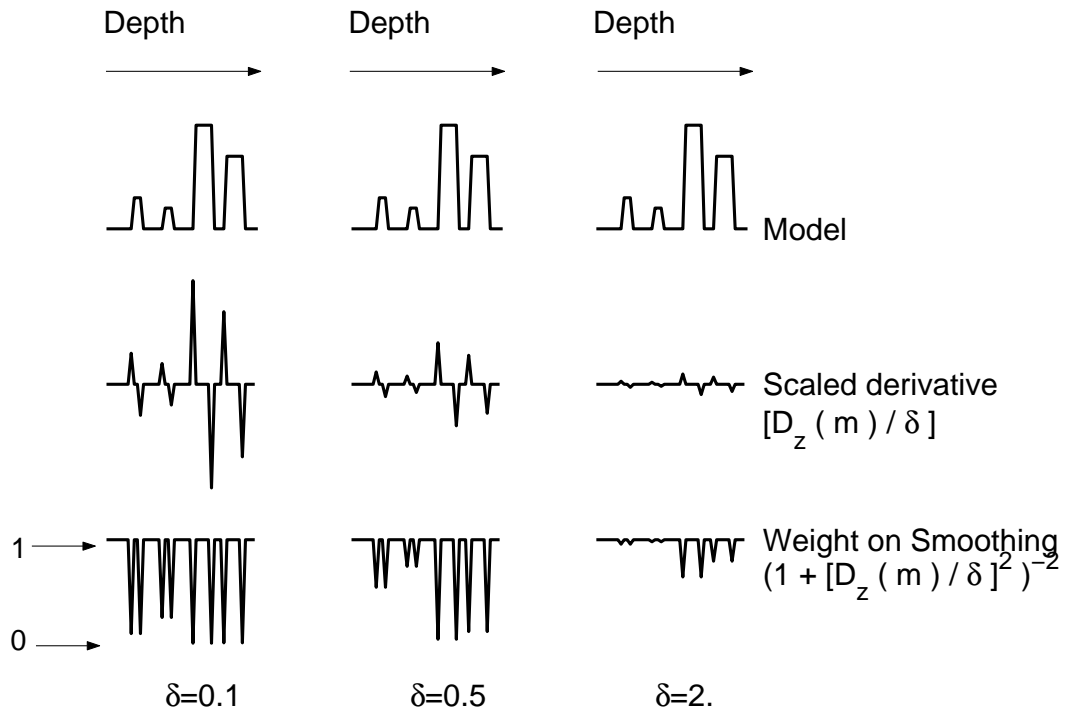 Depth Depth Depth
Model
Scaled derivative
[D_z ( m ) / δ ]
1
Weight on Smoothing
(1 + [D_z ( m ) / δ ]^2 )^−2
0
δ=0.1 δ=0.5 δ=2.